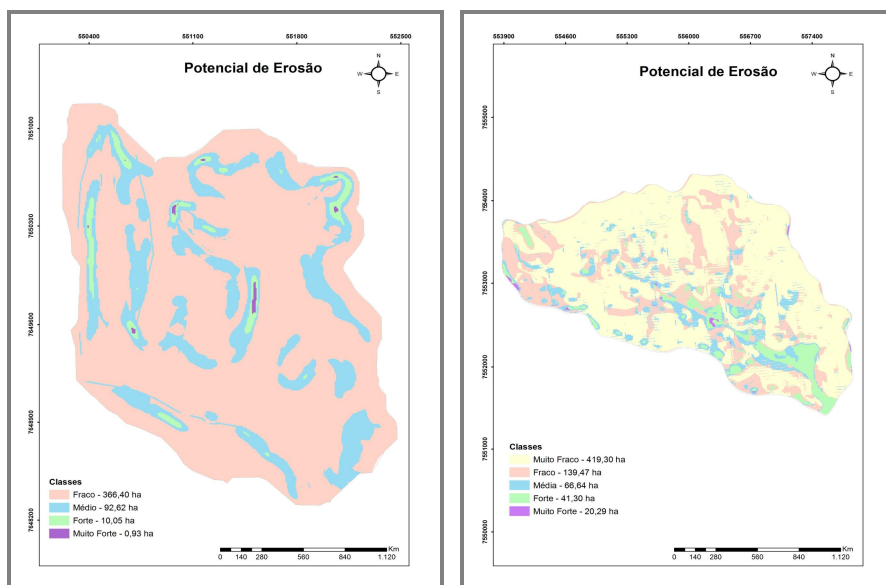 550400 551100 551800 552500
Potencial de Erosão
N
W E
S
7651000
7650300
7649600
7648900
7648200
Classes
Fraco - 366,40 ha
Médio - 92,62 ha
Forte - 10,05 ha
Muito Forte - 0,93 ha
Km
0 140 280 560 840 1.120
553900 554600 555300 556000 556700 557400
Potencial de Erosão
N
W E
S
7555000
7554000
7553000
7552000
7551000
7550000
Classes
Muito Fraco - 419,30 ha
Fraco - 139,47 ha
Média - 66,64 ha
Forte - 41,30 ha
Muito Forte - 20,29 ha
Km
0 140 280 560 840 1.120